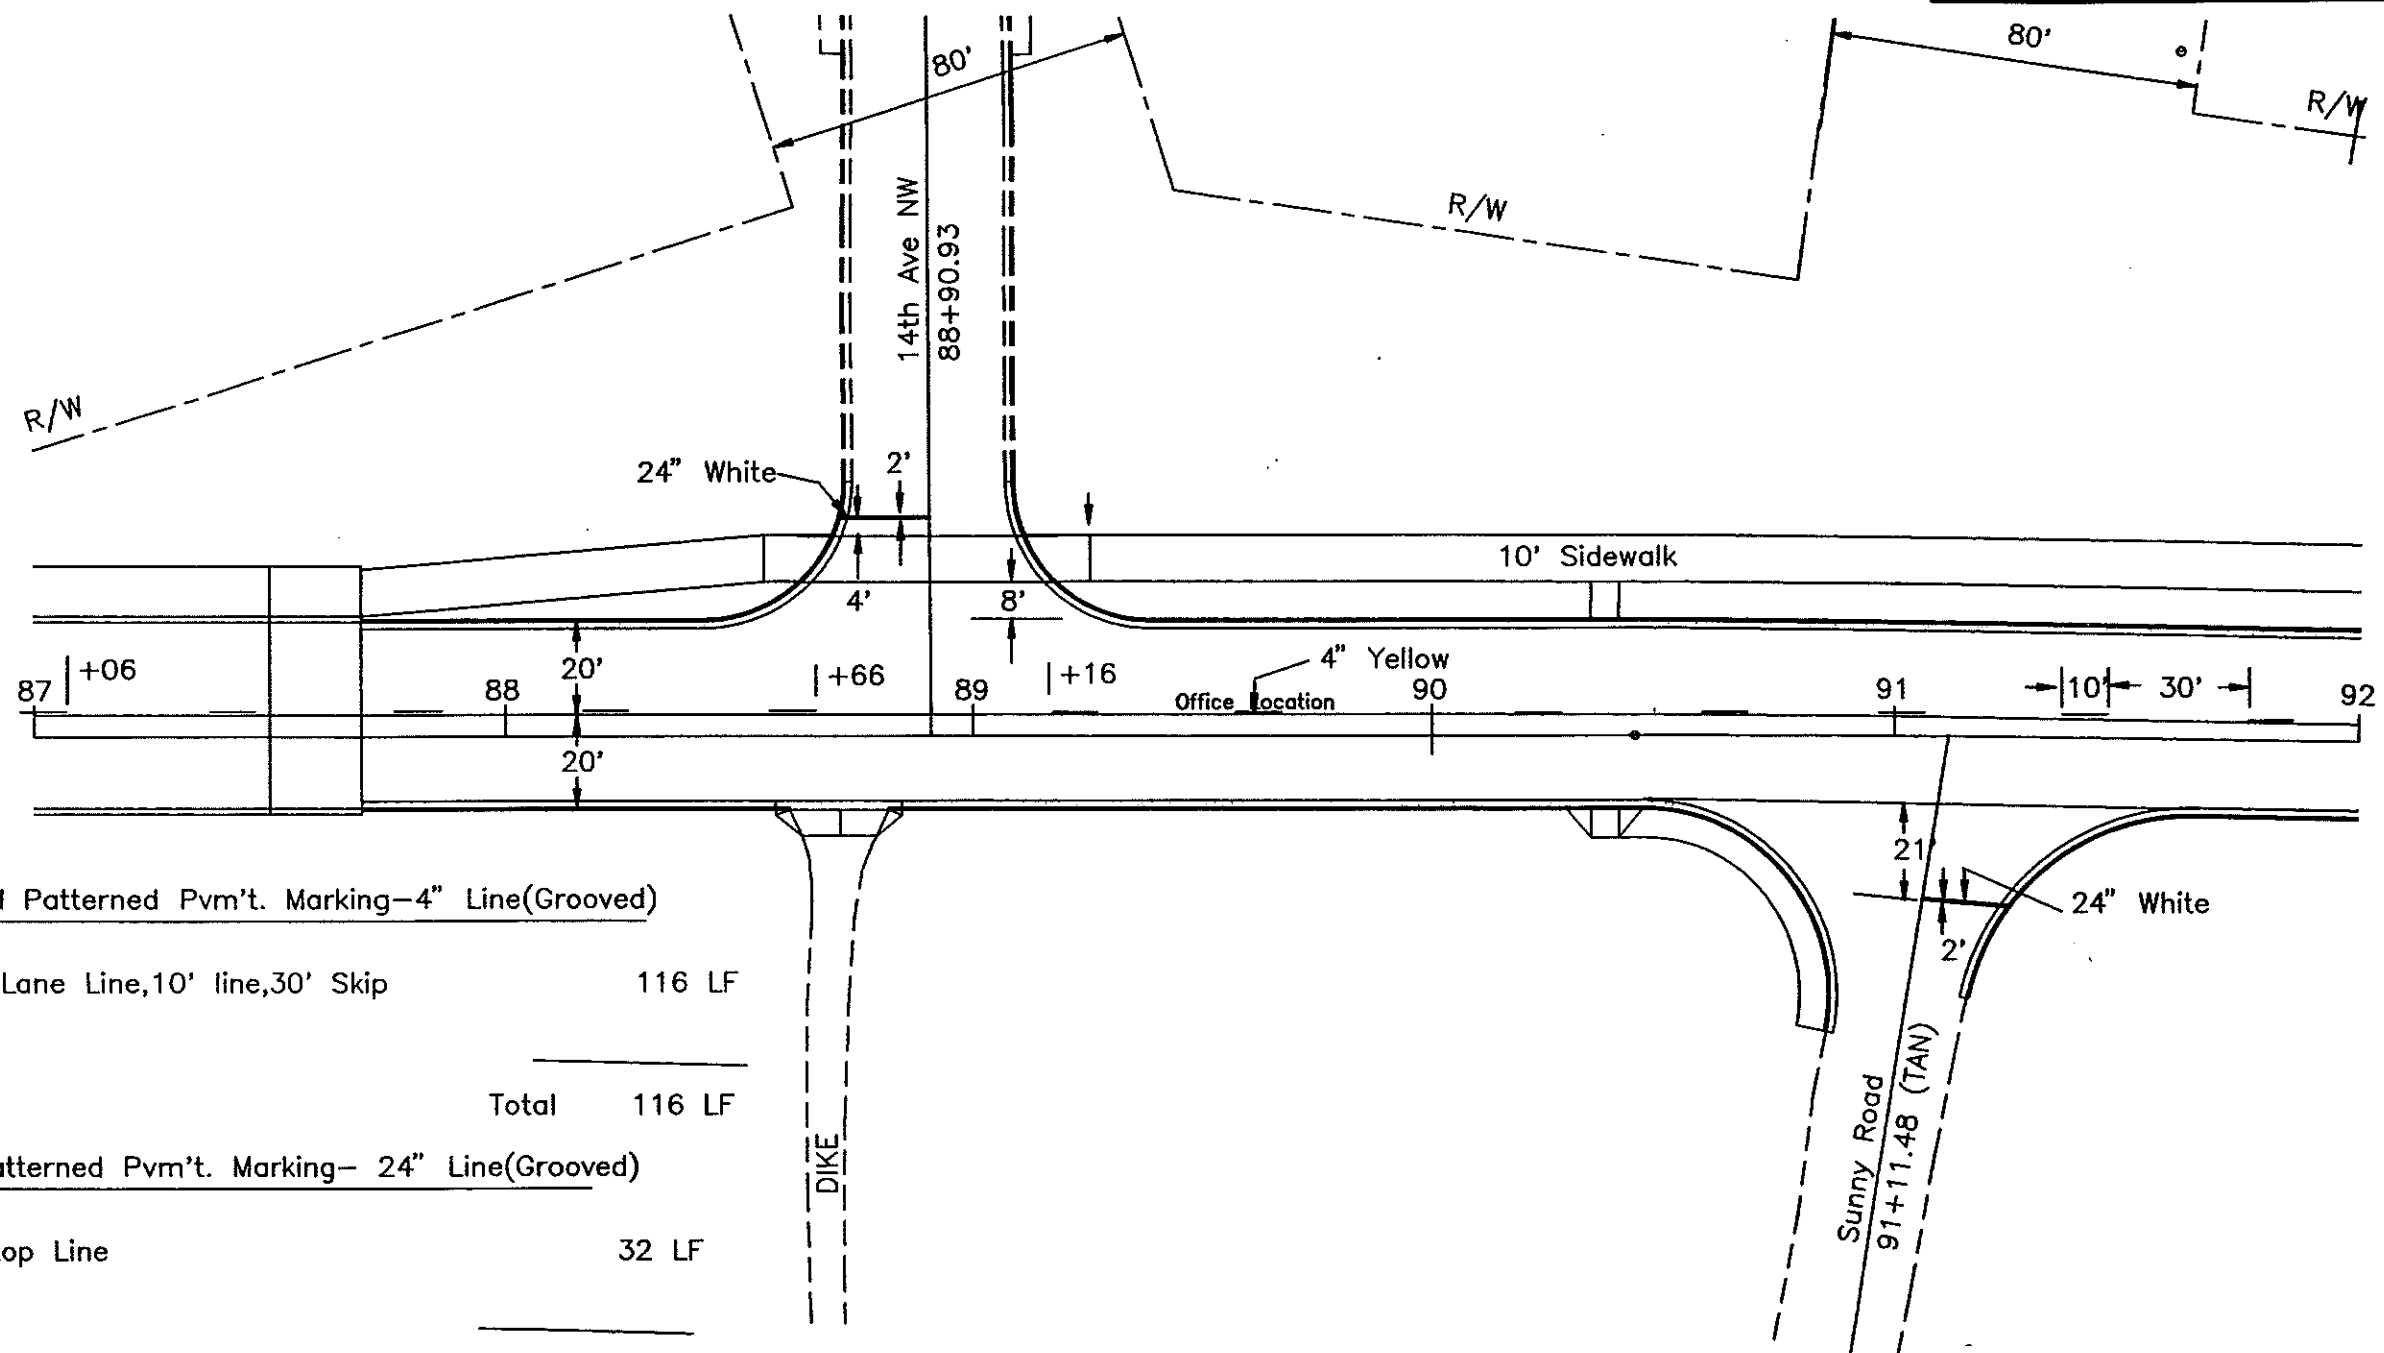 80'
80'
R/W
R/W
R/W
14th Ave NW
88+90.93
24" White
2'
4'
8'
10' Sidewalk
20'
+06
+66
+16
4" Yellow
87
88
89
Office Location
90
91
10'
30'
92
20'
21'
24" White
2'
Patterned Pvm't. Marking-4" Line(Grooved)
Lane Line,10' line,30' Skip 116 LF
Total 116 LF
DIKE
Sunny Road
91+11.48 (TAN)
atterned Pvm't. Marking- 24" Line(Grooved)
op Line 32 LF